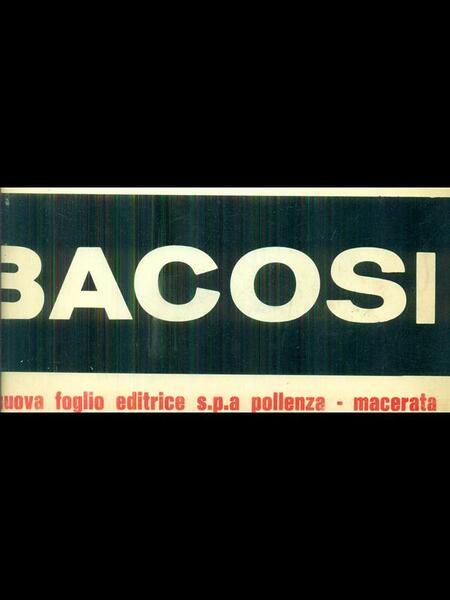 BACOSI
uova foglio editrice s.p.a pollenza - macerata